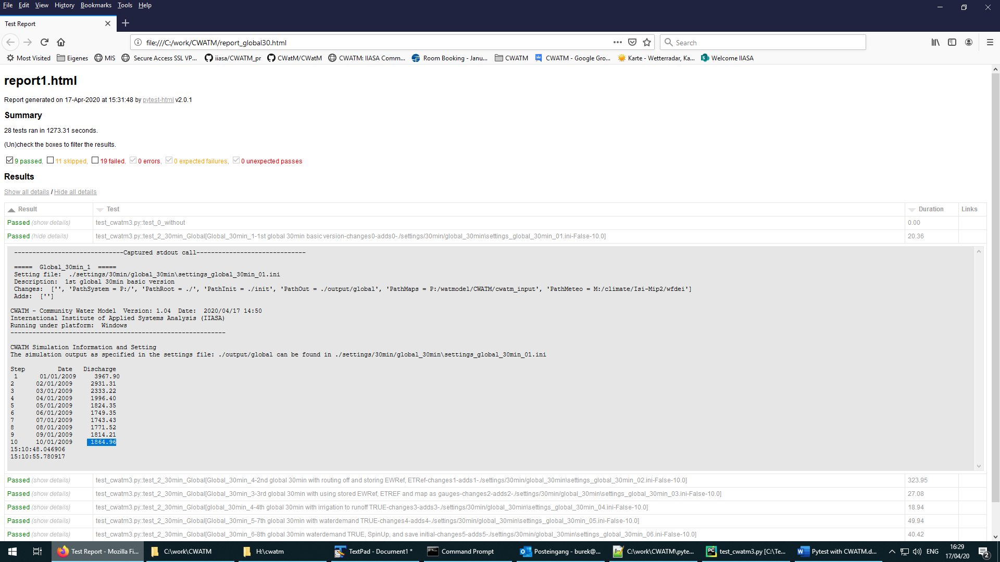 File Edit View History Bookmarks Tools Help
Test Report
file:///C:/work/CWATM/report_global30.html
Search
Most Visited Eigenes MIS Secure Access SSL VP... iiasa/CWATM_pr CWatM/CWatM CWATM: IIASA Comm... Room Booking - Janu... CWATM CWATM - Google Gro... Karte - Wetterradar, Ka... Welcome IIASA
report1.html
Report generated on 17-Apr-2020 at 15:31:48 by pytest-html v2.0.1
Summary
28 tests ran in 1273.31 seconds.
(Un)check the boxes to filter the results.
9 passed, 11 skipped, 19 failed, 0 errors, 0 expected failures, 0 unexpected passes
Results
Show all details / Hide all details
Result Test Duration Links
Passed (show details) test_cwatm3.py::test_0_without 0.00
Passed (hide details) test_cwatm3.py::test_2_30min_Global[Global_30min_1-1st global 30min basic version-changes0-adds0-./settings/30min/global_30min\settings_global_30min_01.ini-False-10.0] 20.36
------------------------------Captured stdout call------------------------------
===== Global_30min_1 =====
Setting file: ./settings/30min/global_30min\settings_global_30min_01.ini
Description: 1st global 30min basic version
Changes: ['', 'PathSystem = P:/', 'PathRoot = ./', 'PathInit = ./init', 'PathOut = ./output/global', 'PathMaps = P:/watmodel/CWATM/cwatm_input', 'PathMeteo = M:/climate/Isi-Mip2/wfdei']
Adds: ['']
CWATM - Community Water Model Version: 1.04 Date: 2020/04/17 14:50
International Institute of Applied Systems Analysis (IIASA)
Running under platform: Windows
-----------------------------------------------------------
CWATM Simulation Information and Setting
The simulation output as specified in the settings file: ./output/global can be found in ./settings/30min/global_30min\settings_global_30min_01.ini
Step Date Discharge
1 01/01/2009 3967.90
2 02/01/2009 2931.31
3 03/01/2009 2333.22
4 04/01/2009 1996.40
5 05/01/2009 1824.35
6 06/01/2009 1749.35
7 07/01/2009 1743.43
8 08/01/2009 1771.52
9 09/01/2009 1814.21
10 10/01/2009 1864.96
15:10:48.046906
15:10:55.780917
Passed (show details) test_cwatm3.py::test_2_30min_Global[Global_30min_4-2nd global 30min with routing off and storing EWRef, ETRef-changes1-adds1-./settings/30min/global_30min\settings_global_30min_02.ini-False-10.0] 323.95
Passed (show details) test_cwatm3.py::test_2_30min_Global[Global_30min_3-3rd global 30min with using stored EWRef, ETREF and map as gauges-changes2-adds2-./settings/30min/global_30min\settings_global_30min_03.ini-False-10.0] 27.08
Passed (show details) test_cwatm3.py::test_2_30min_Global[global_30min_4-4th global 30min with irrigation to runoff TRUE-changes3-adds3-./settings/30min/global_30min\settings_global_30min_04.ini-False-10.0] 18.94
Passed (show details) test_cwatm3.py::test_2_30min_Global[Global_30min_5-7th global 30min with waterdemand TRUE-changes4-adds4-./settings/30min/global_30min\settings_global_30min_05.ini-False-10.0] 49.94
Passed (show details) test_cwatm3.py::test_2_30min_Global[Global_30min_6-8th global 30min waterdemand TRUE, SpinUp, and save initial-changes5-adds5-./settings/30min/global_30min\settings_global_30min_06.ini-False-10.0] 40.42
Test Report - Mozilla Fi... C:\work\CWATM H:\cwatm TextPad - Document1 * Command Prompt Posteingang - burek@... C:\work\CWATM\pyte... test_cwatm3.py [C:\Te... Pytest with CWATM.d... ENG 16:29
17/04/20 2